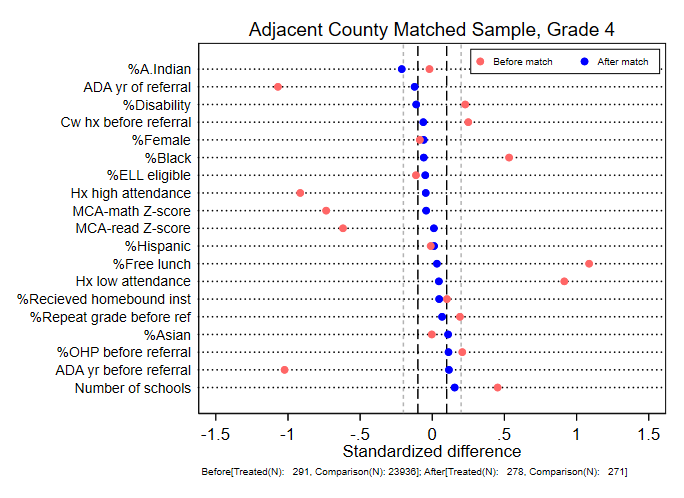 Adjacent County Matched Sample, Grade 4
Before match After match
%A.Indian
ADA yr of referral
%Disability
Cw hx before referral
%Female
%Black
%ELL eligible
Hx high attendance
MCA-math Z-score
MCA-read Z-score
%Hispanic
%Free lunch
Hx low attendance
%Recieved homebound inst
%Repeat grade before ref
%Asian
%OHP before referral
ADA yr before referral
Number of schools
-1.5 -1 -.5 0 .5 1 1.5
Standardized difference
Before[Treated(N): 291, Comparison(N): 23936]; After[Treated(N): 278, Comparison(N): 271]